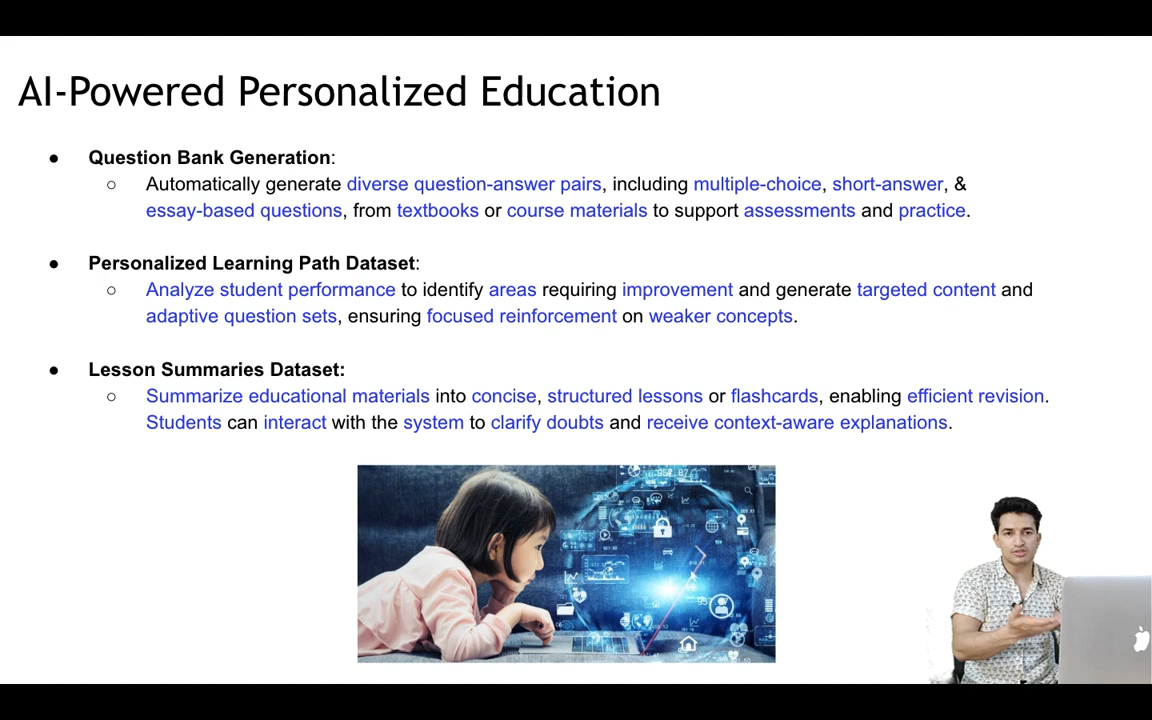 AI-Powered Personalized Education
● Question Bank Generation:
○ Automatically generate diverse question-answer pairs, including multiple-choice, short-answer, &
essay-based questions, from textbooks or course materials to support assessments and practice.
● Personalized Learning Path Dataset:
○ Analyze student performance to identify areas requiring improvement and generate targeted content and
adaptive question sets, ensuring focused reinforcement on weaker concepts.
● Lesson Summaries Dataset:
○ Summarize educational materials into concise, structured lessons or flashcards, enabling efficient revision.
Students can interact with the system to clarify doubts and receive context-aware explanations.